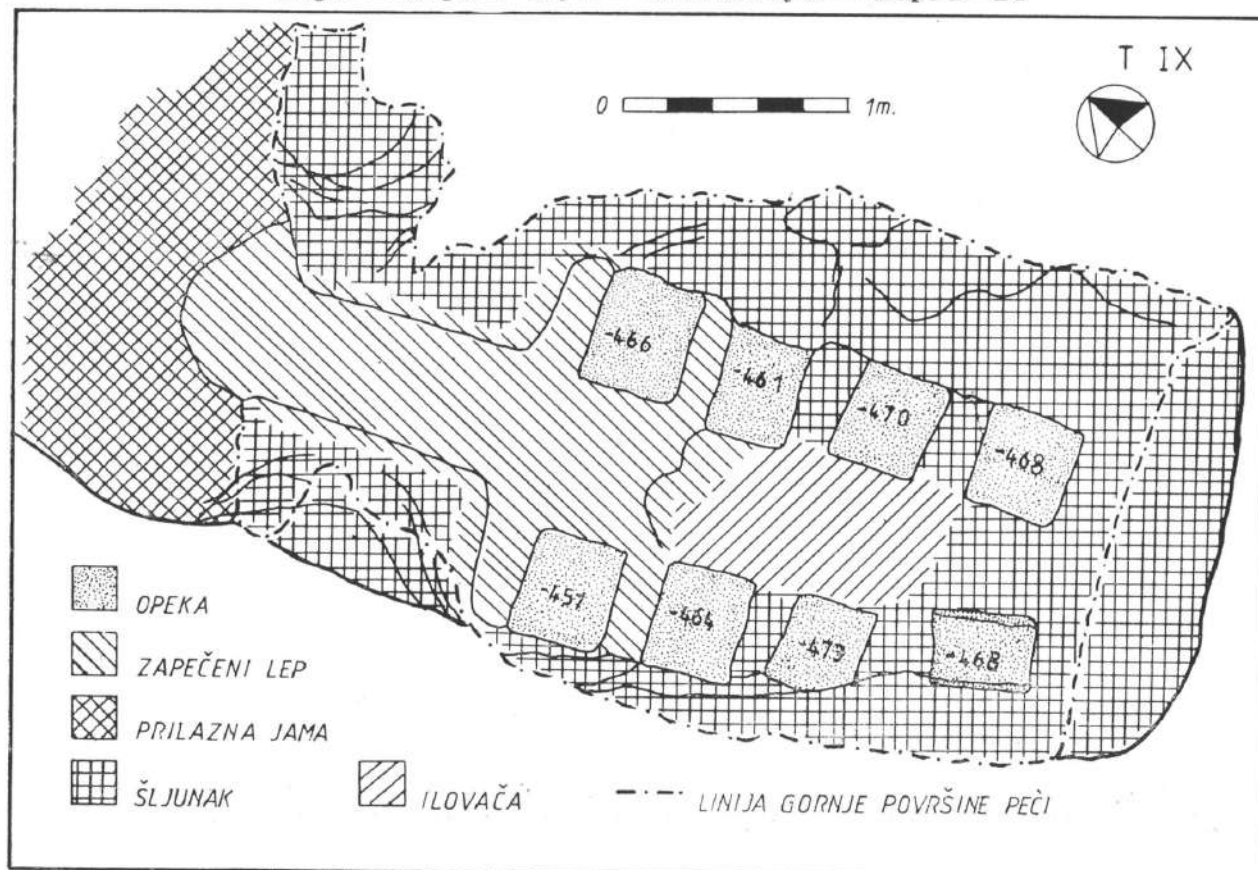 T IX
0 1m.
-466
-461
-470
-468
-457
-464
-479
-468
OPEKA
ZAPEČENI LEP
PRILAZNA JAMA
ŠLJUNAK
ILOVAČA
LINIJA GORNJE POVRŠINE PEĆI